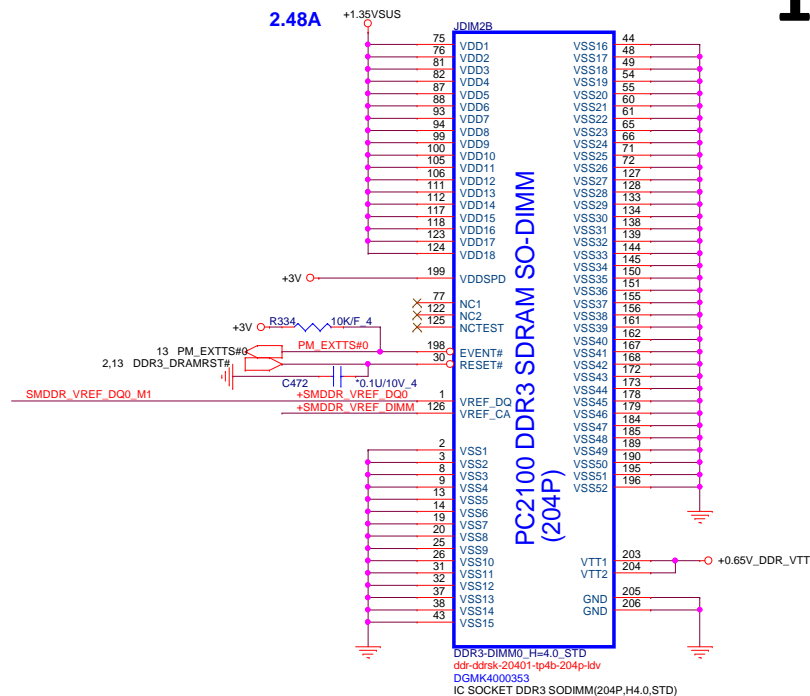 2.48A
+1.35VSUS
JDIM2B
75 VDD1 VSS16 44
76 VDD2 VSS17 48
81 VDD3 VSS18 49
82 VDD4 VSS19 54
87 VDD5 VSS20 55
88 VDD6 VSS21 60
93 VDD7 VSS22 61
94 VDD8 VSS23 65
99 VDD9 VSS24 66
100 VDD10 VSS25 71
105 VDD11 VSS26 72
106 VDD12 VSS27 127
111 VDD13 VSS28 128
112 VDD14 VSS29 133
117 VDD15 VSS30 134
118 VDD16 VSS31 138
123 VDD17 VSS32 139
124 VDD18 VSS33 144
VSS34 145
+3V 199 VDDSPD VSS35 150
VSS36 151
77 NC1 VSS37 155
122 NC2 VSS38 156
125 NCTEST VSS39 161
VSS40 162
+3V R334 10K/F_4
13 PM_EXTTS#0 PM_EXTTS#0 198 EVENT# VSS41 167
2,13 DDR3_DRAMRST# 30 RESET# VSS42 168
VSS43 172
C472 *0.1U/10V_4
VSS44 173
SMDDR_VREF_DQ0_M1 +SMDDR_VREF_DQ0 1 VREF_DQ VSS45 178
+SMDDR_VREF_DIMM 126 VREF_CA VSS46 179
VSS47 184
VSS48 185
2 VSS1 VSS49 189
3 VSS2 VSS50 190
8 VSS3 VSS51 195
9 VSS4 VSS52 196
13 VSS5
14 VSS6
19 VSS7
20 VSS8
25 VSS9
26 VSS10 VTT1 203 +0.65V_DDR_VTT
31 VSS11 VTT2 204
32 VSS12
37 VSS13 GND 205
38 VSS14 GND 206
43 VSS15
PC2100 DDR3 SDRAM SO-DIMM
(204P)
DDR3-DIMM0_H=4.0_STD
ddr-ddrsk-20401-tp4b-204p-ldv
DGMK4000353
IC SOCKET DDR3 SODIMM(204P,H4.0,STD)